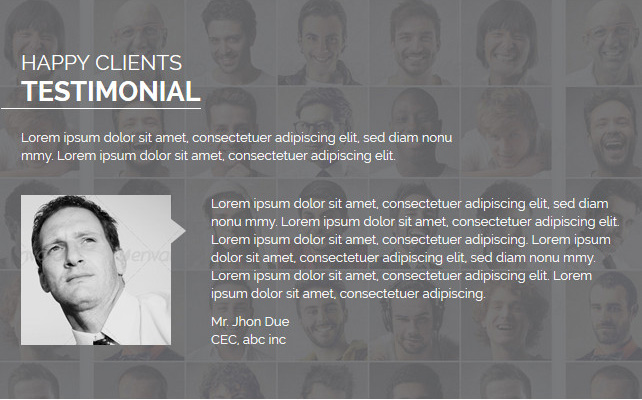 HAPPY CLIENTS
TESTIMONIAL
Lorem ipsum dolor sit amet, consectetuer adipiscing elit, sed diam nonu
mmy. Lorem ipsum dolor sit amet, consectetuer adipiscing elit.
Lorem ipsum dolor sit amet, consectetuer adipiscing elit, sed diam
nonu mmy. Lorem ipsum dolor sit amet, consectetuer adipiscing elit.
Lorem ipsum dolor sit amet, consectetuer adipiscing. Lorem ipsum
dolor sit amet, consectetuer adipiscing elit, sed diam nonu mmy.
Lorem ipsum dolor sit amet, consectetuer adipiscing elit. Lorem
ipsum dolor sit amet, consectetuer adipiscing.
Mr. Jhon Due
CEC, abc inc